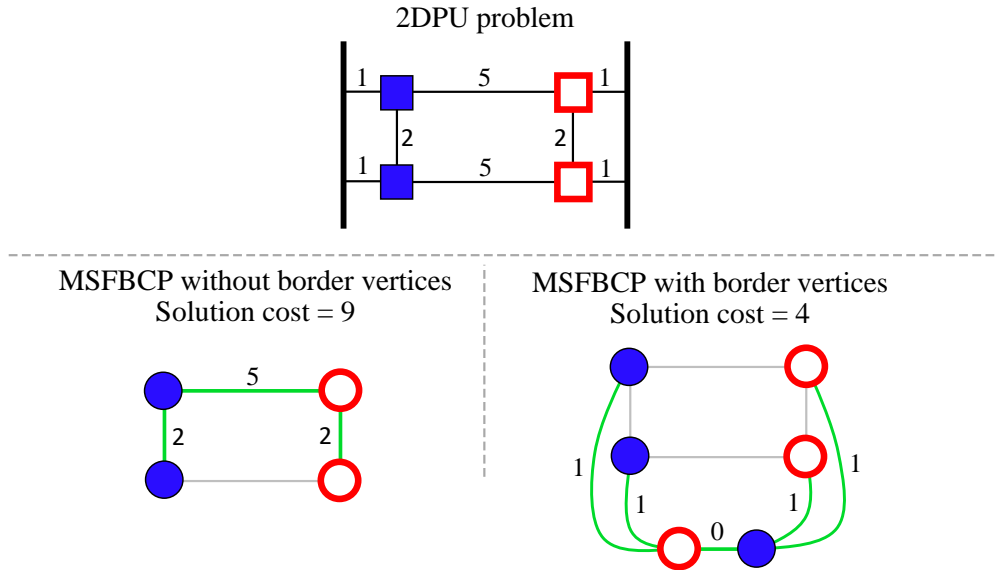 2DPU problem
1 5 1
2 2
1 5 1
MSFBCP without border vertices
Solution cost = 9
5
2 2
MSFBCP with border vertices
Solution cost = 4
1 1
1 1
0